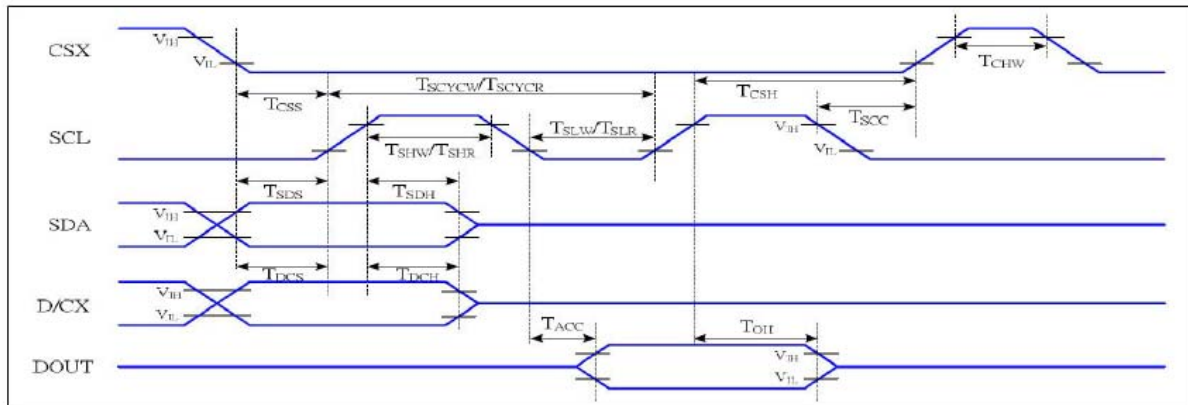 CSX
VIH
VIL
TCSS
TSCYCW/TSCYCR
TCSH
TCHW
TSCC
SCL
TSHW/TSHR
TSLW/TSLR
VIH
VIL
SDA
VIH
VIL
TSDS
TSDH
D/CX
VIH
VIL
TDCS
TDCH
DOUT
TACC
TOH
VIH
VIL